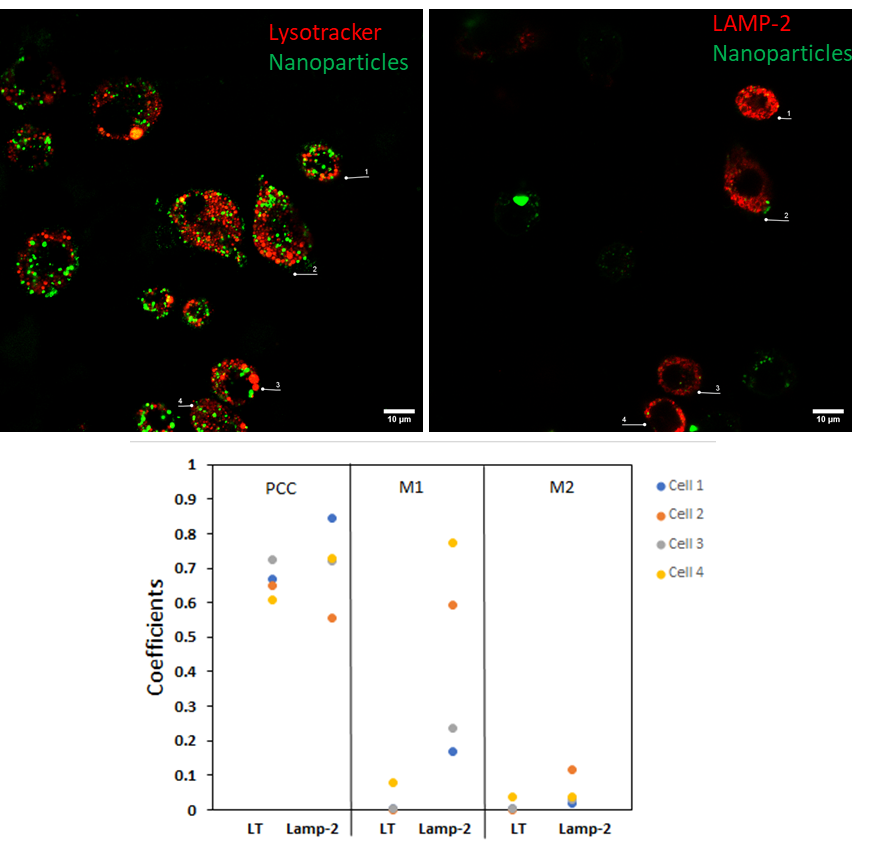 Lysotracker
Nanoparticles
1
2
3
4
10 µm
LAMP-2
Nanoparticles
1
2
3
4
10 µm
PCC
M1
M2
1
0.9
0.8
0.7
0.6
0.5
0.4
0.3
0.2
0.1
0
Coefficients
LT Lamp-2 LT Lamp-2 LT Lamp-2
Cell 1
Cell 2
Cell 3
Cell 4